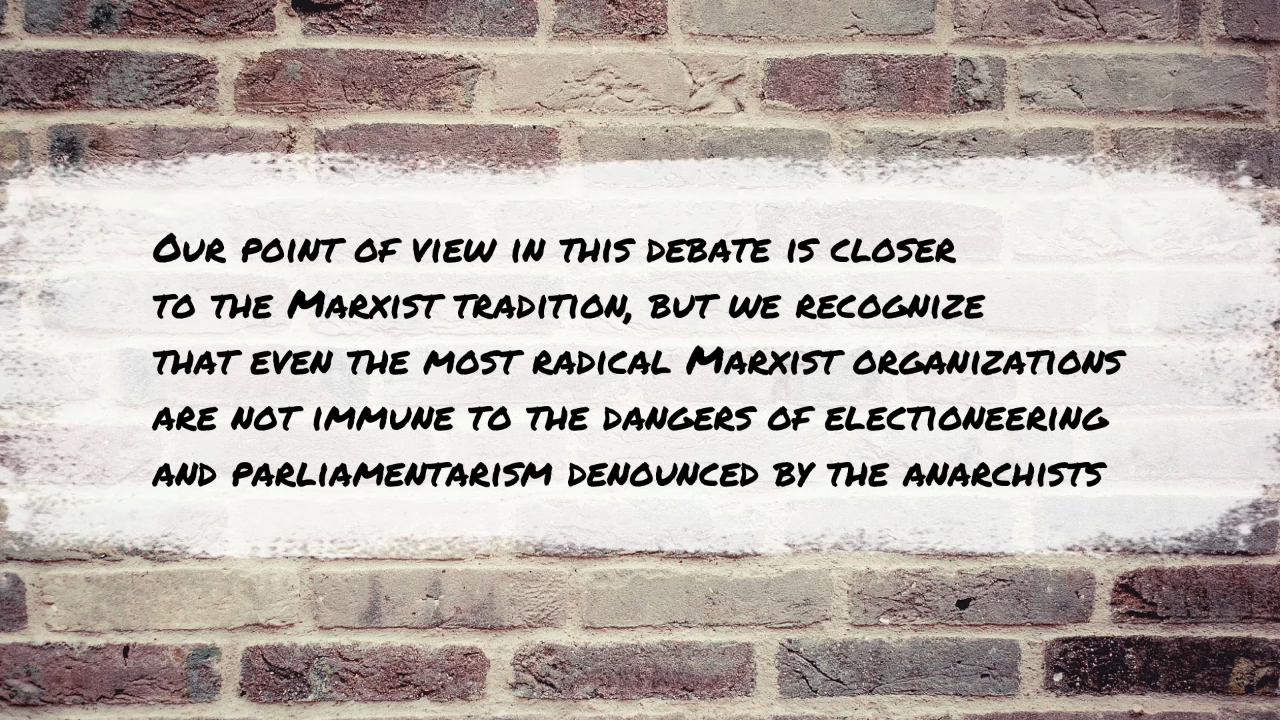 Our point of view in this debate is closer
to the Marxist tradition, but we recognize
that even the most radical Marxist organizations
are not immune to the dangers of electioneering
and parliamentarism denounced by the anarchists